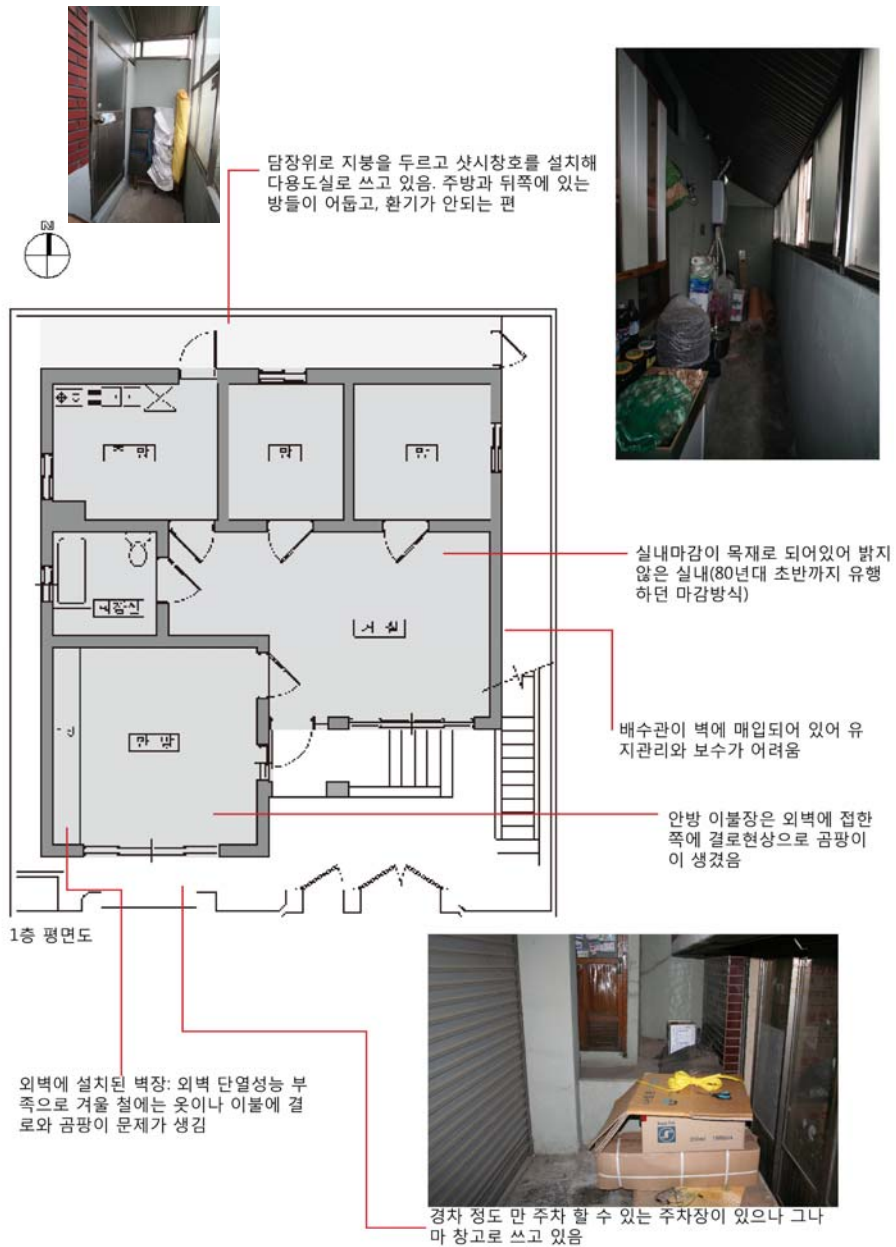 담장위로 지붕을 두르고 샷시창호를 설치해
다용도실로 쓰고 있음. 주방과 뒤쪽에 있는
방들이 어둡고, 환기가 안되는 편
N
주 방
방
방
실내마감이 목재로 되어있어 밝지
않은 실내(80년대 초반까지 유행
하던 마감방식)
거 실
배수관이 벽에 매입되어 있어 유
지관리와 보수가 어려움
안 방
안방 이불장은 외벽에 접한
쪽에 결로현상으로 곰팡이
이 생겼음
1층 평면도
외벽에 설치된 벽장: 외벽 단열성능 부
족으로 겨울 철에는 옷이나 이불에 결
로와 곰팡이 문제가 생김
경차 정도 만 주차 할 수 있는 주차장이 있으나 그나
마 창고로 쓰고 있음